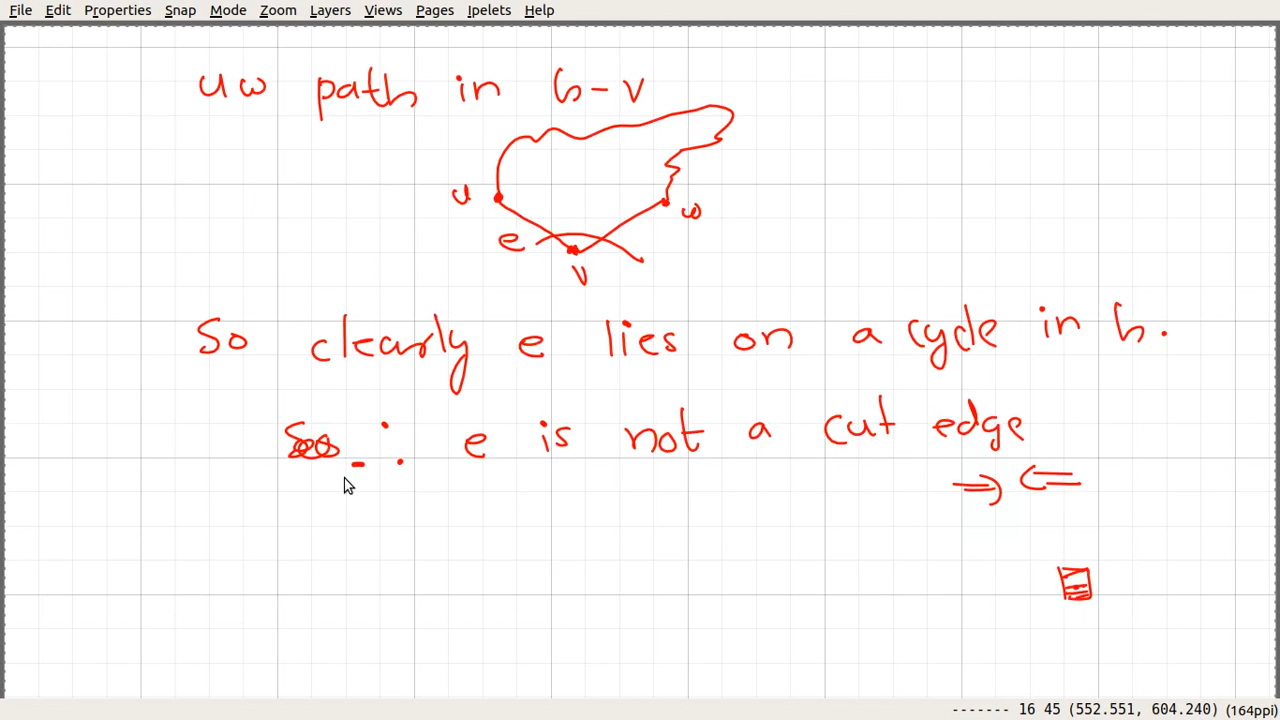 File Edit Properties Snap Mode Zoom Layers Views Pages Ipelets Help
uw path in G-v
u
w
e
v
So clearly e lies on a cycle in G.
∴ e is not a cut edge
⇒⇐
------- 16 45 (552.551, 604.240) (164ppi)